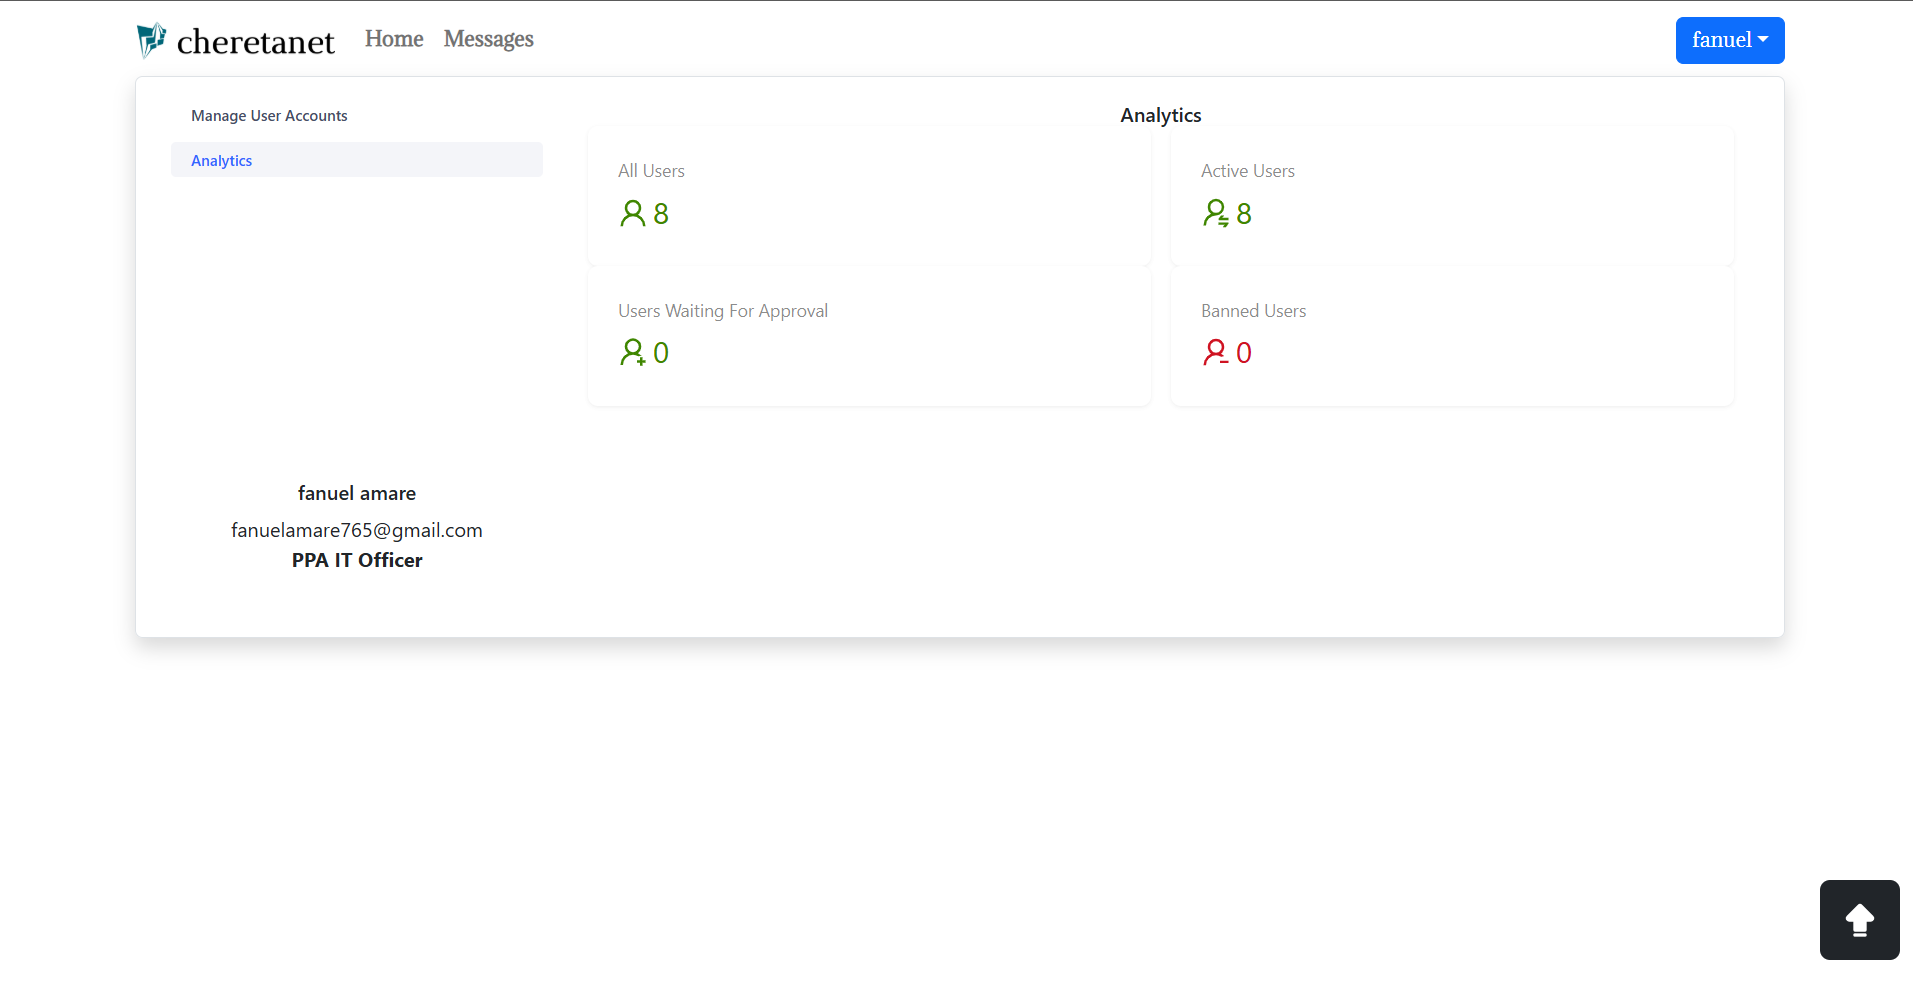 cheretanet
Home
Messages
fanuel
Manage User Accounts
Analytics
Analytics
All Users
8
Active Users
8
Users Waiting For Approval
0
Banned Users
0
fanuel amare
fanuelamare765@gmail.com
PPA IT Officer